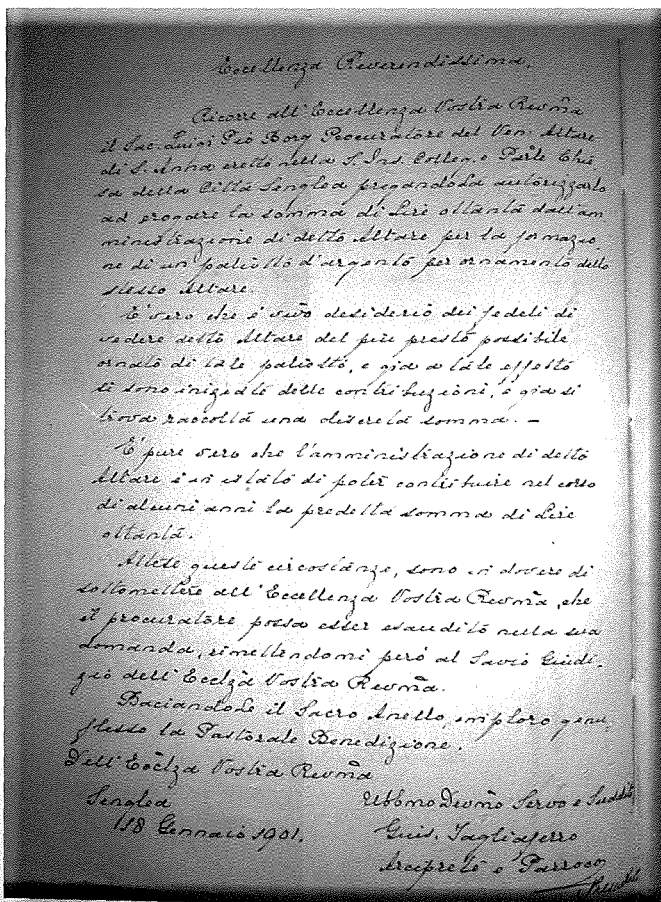 Eccellenza Reverendissima,
Ricorre all'Eccellenza Vostra Revma
il Sac. Luigi Pio Borg Procuratore del Ven. Altare
di S. Anna eretto nella S. Ins. Colleg. e Parle Chie
sa della Città Senglea pregandola autorizzarlo
ad erogare la somma di Lire ottanta dall'am
ministrazione di detto Altare per la formazio
ne di un paliotto d'argento per ornamento dello
stesso Altare.
E' vero che è vivo desiderio dei fedeli di
vedere detto Altare del più presto possibile
ornato di tale paliotto, e già a tale effetto
si sono iniziate delle contribuzioni, e già si
trova raccolta una discreta somma. —
E' pure vero che l'amministrazione di detto
Altare è in istato di poter contribuire nel corso
di alcuni anni la predetta somma di Lire
ottanta.
Attese queste circostanze, sono in dovere di
sottomettere all'Eccellenza Vostra Revma, che
il procuratore possa esser esaudito nella sua
domanda, rimettendomi però al Savio Giudi-
zio dell'Ecclza Vostra Revma.
Baciandole il Sacro Anello, imploro genu
flesso la Pastorale Benedizione.
Dell'Ecclza Vostra Revma
Senglea
18 Gennaio 1901.
Ubbmo Devmo Servo e Suddito
Guis. Tagliaferro
Arciprete e Parroco